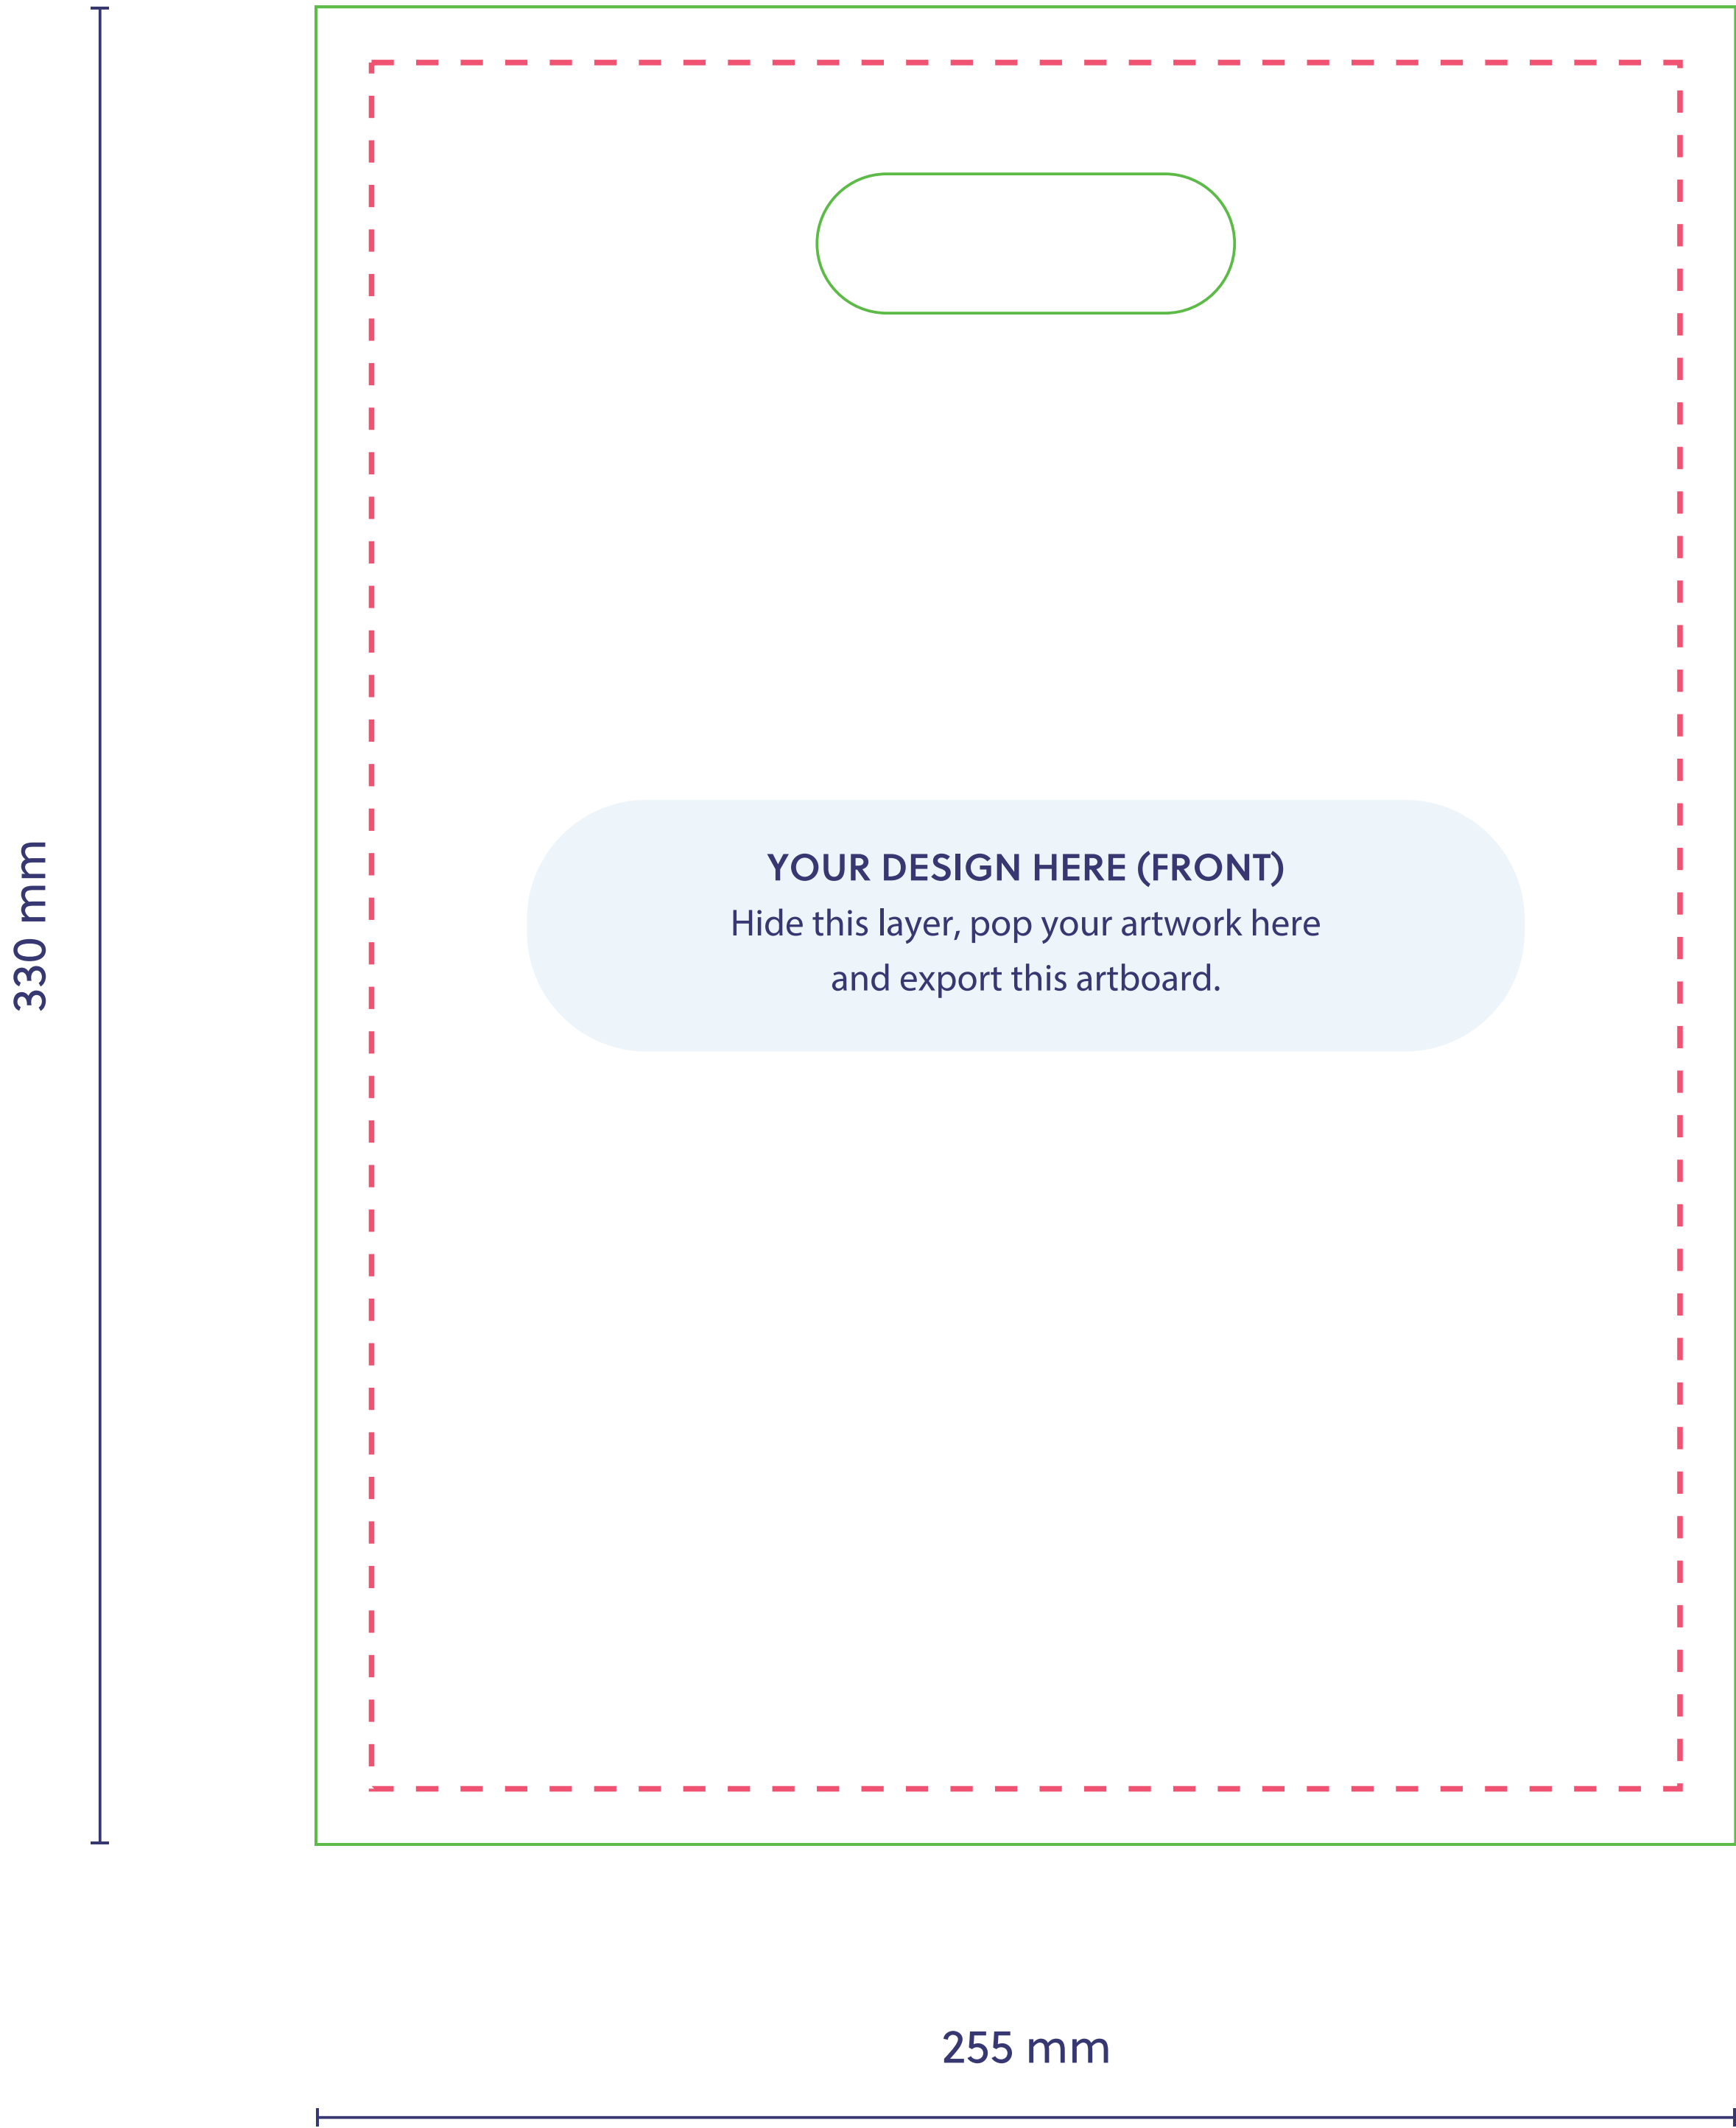 330 mm
YOUR DESIGN HERE (FRONT)
Hide this layer, pop your artwork here
and export this artboard.
255 mm